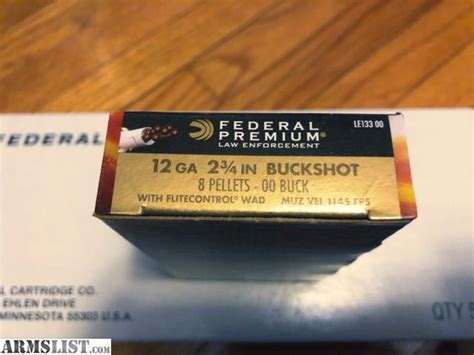 FEDERAL
PREMIUM
LAW ENFORCEMENT
LE133 00
12 GA 2¾ IN BUCKSHOT
8 PELLETS - 00 BUCK
WITH FLITECONTROL® WAD MUZ VEL 1145 FPS
FEDERAL
L CARTRIDGE CO.
EHLEN DRIVE
MINNESOTA 55303 U.S.A.
QTY 5
ARMSLIST.com